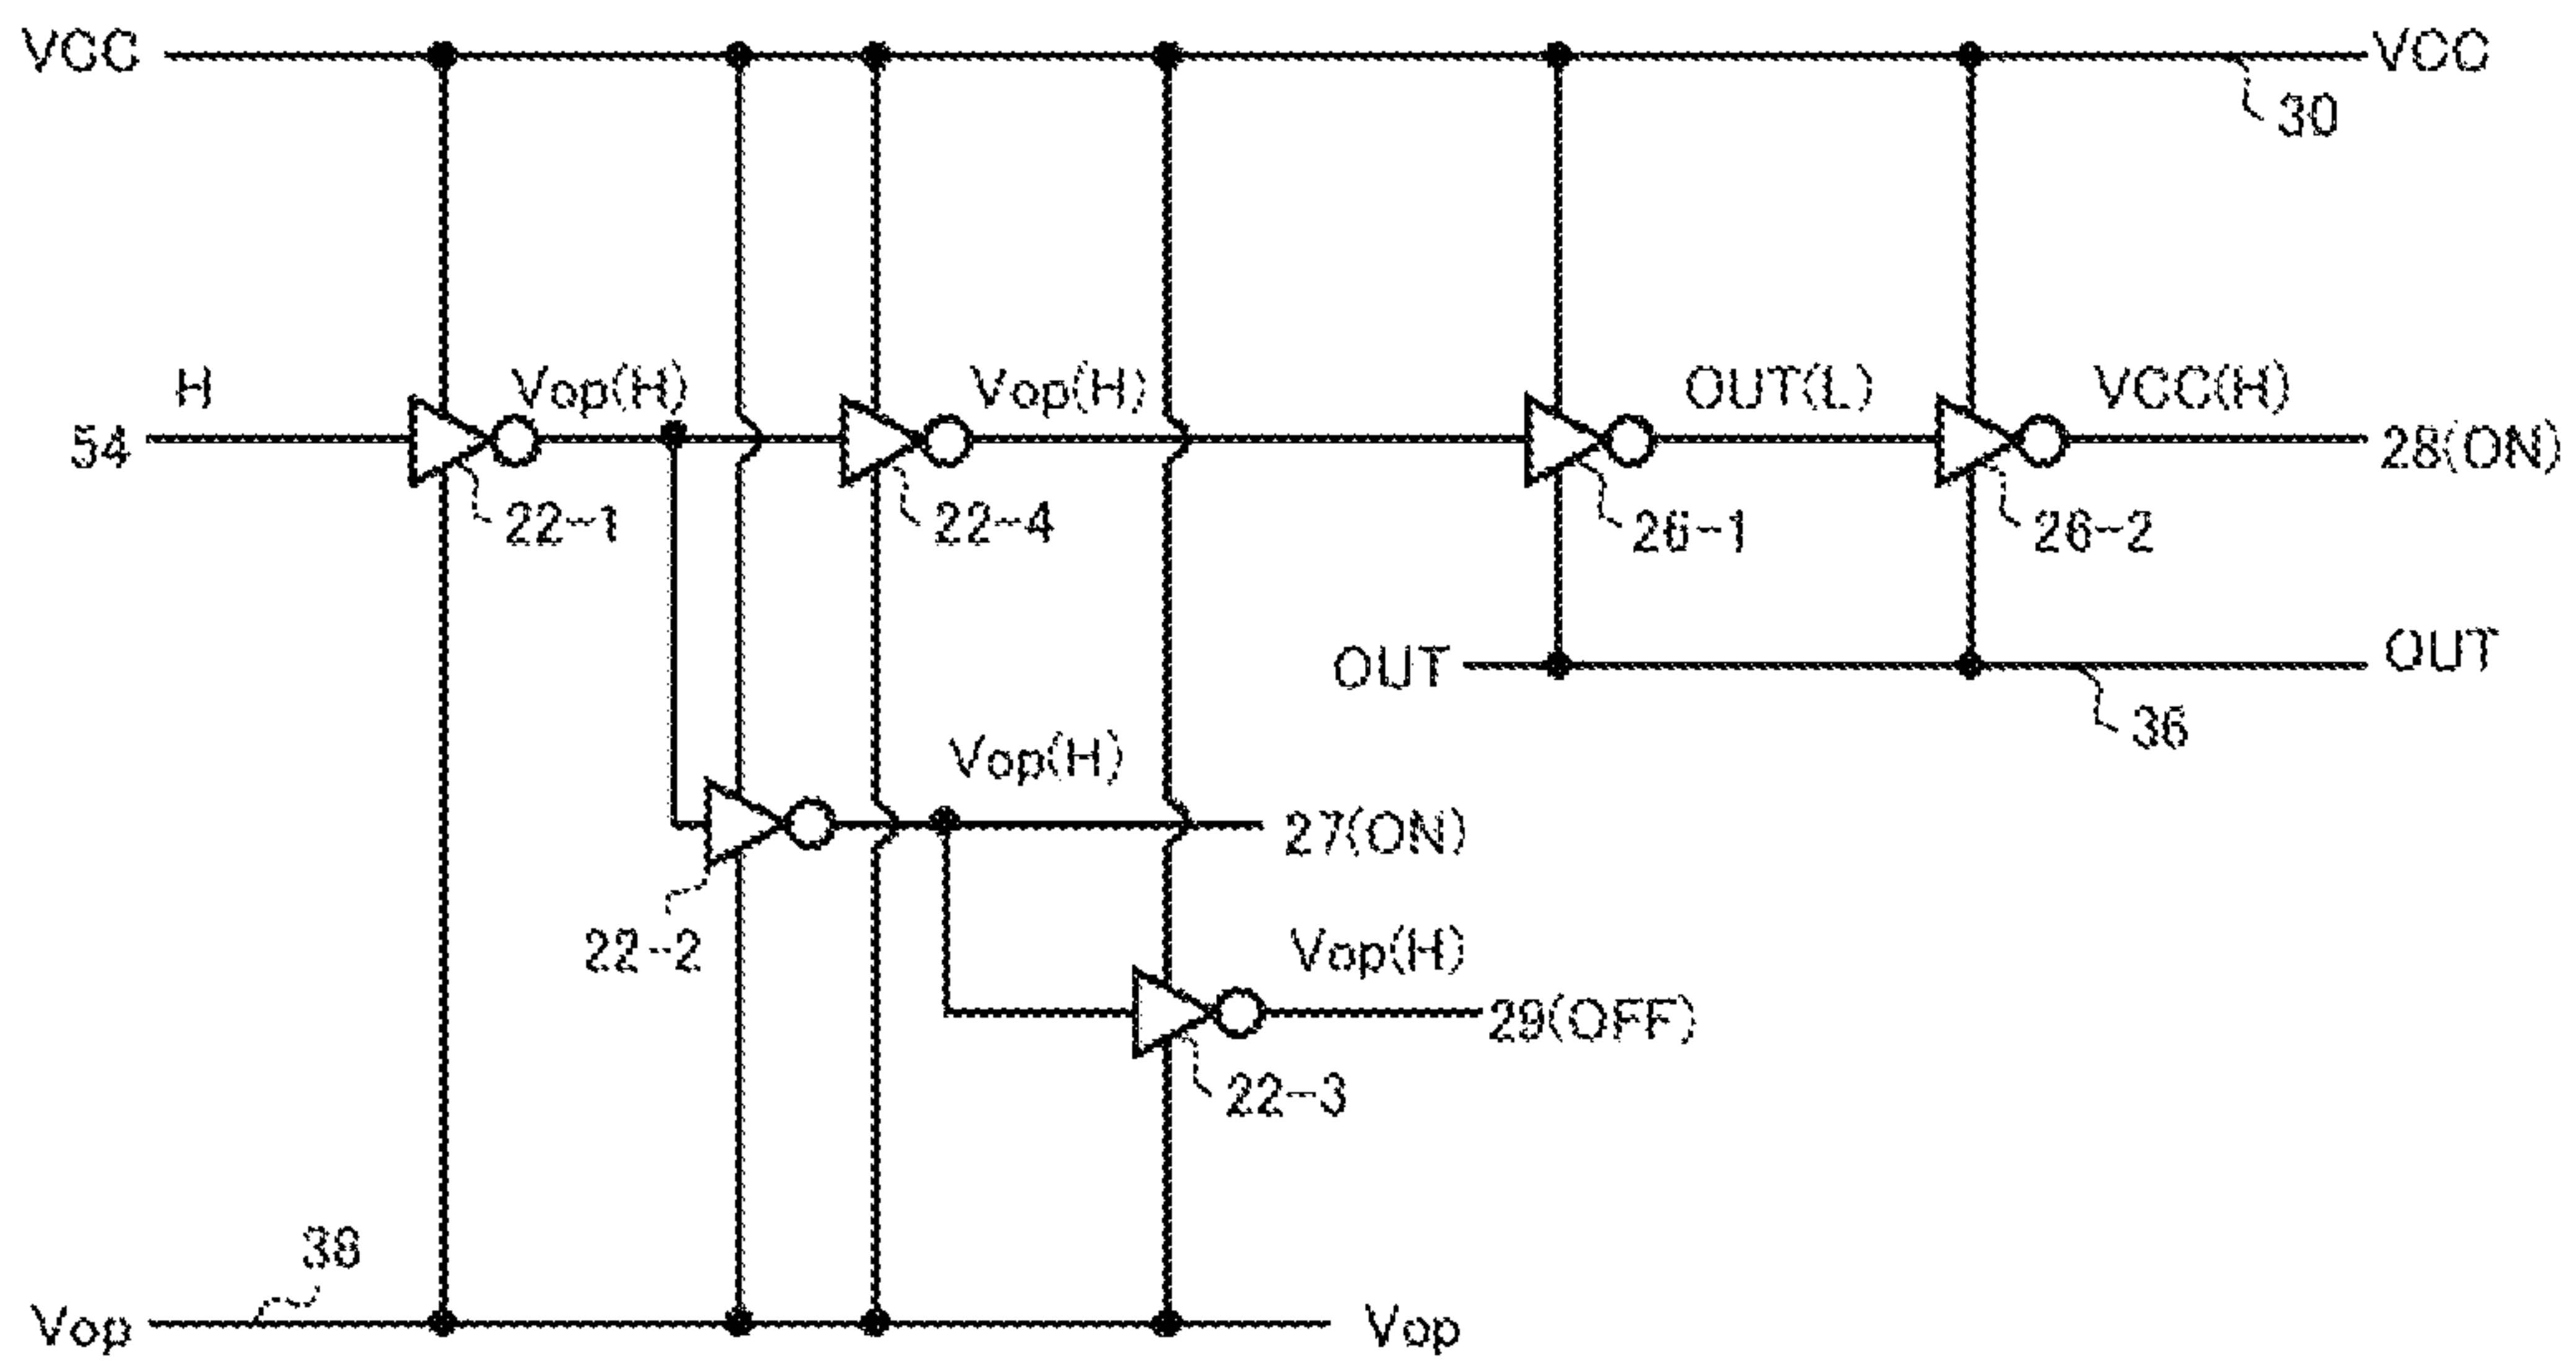 VCC
VCC
30
H
Vop(H)
Vop(H)
OUT(L)
VCC(H)
54
28(ON)
22-1
22-4
26-1
26-2
OUT
OUT
36
Vop(H)
27(ON)
22-2
Vop(H)
29(OFF)
22-3
38
Vop
Vop